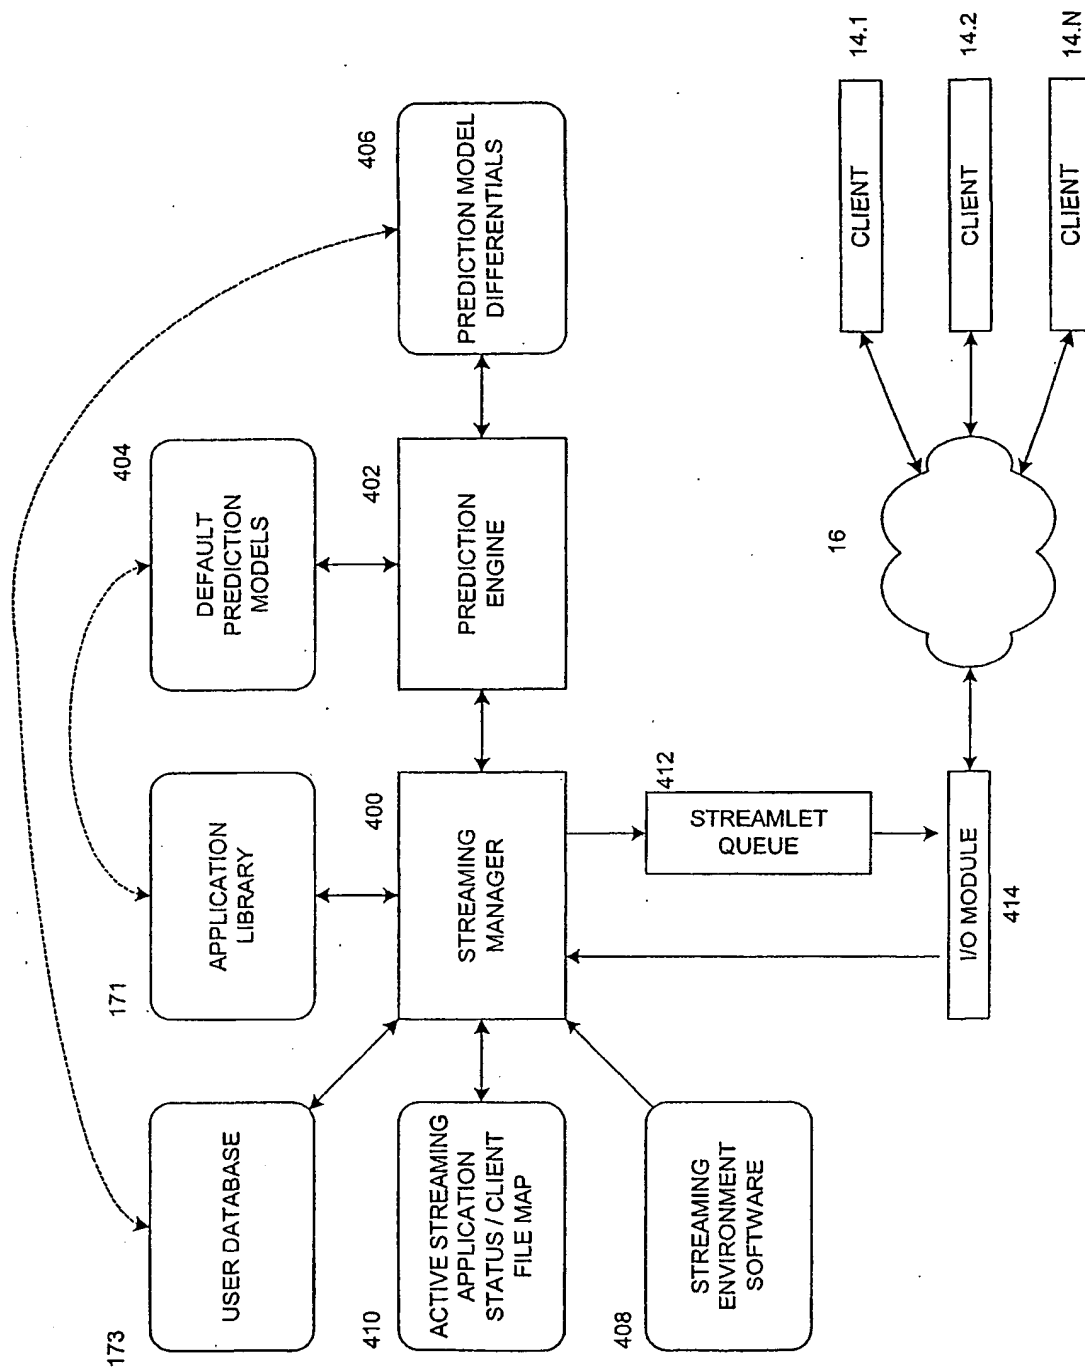 173
USER DATABASE
171
APPLICATION
LIBRARY
404
DEFAULT
PREDICTION
MODELS
410
ACTIVE STREAMING
APPLICATION
STATUS / CLIENT
FILE MAP
400
STREAMING
MANAGER
402
PREDICTION
ENGINE
406
PREDICTION MODEL
DIFFERENTIALS
408
STREAMING
ENVIRONMENT
SOFTWARE
412
STREAMLET
QUEUE
I/O MODULE
414
16
CLIENT
14.1
CLIENT
14.2
CLIENT
14.N